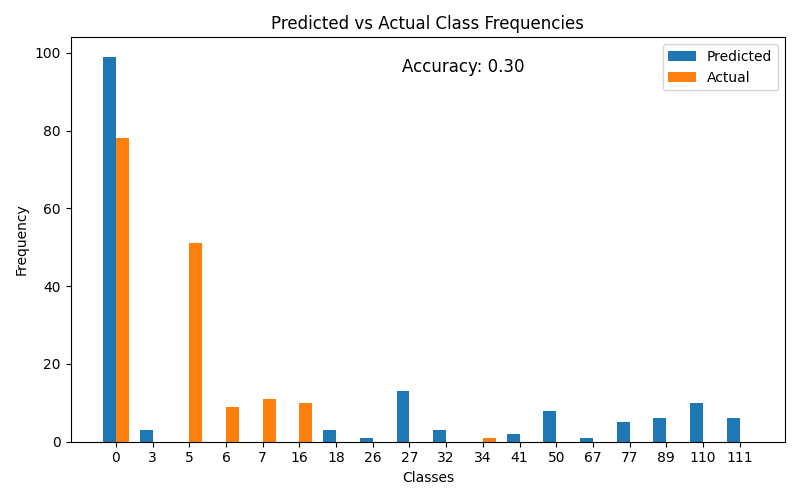 Predicted vs Actual Class Frequencies
Accuracy: 0.30
Predicted
Actual
Frequency
100
80
60
40
20
0
0 3 5 6 7 16 18 26 27 32 34 41 50 67 77 89 110 111
Classes